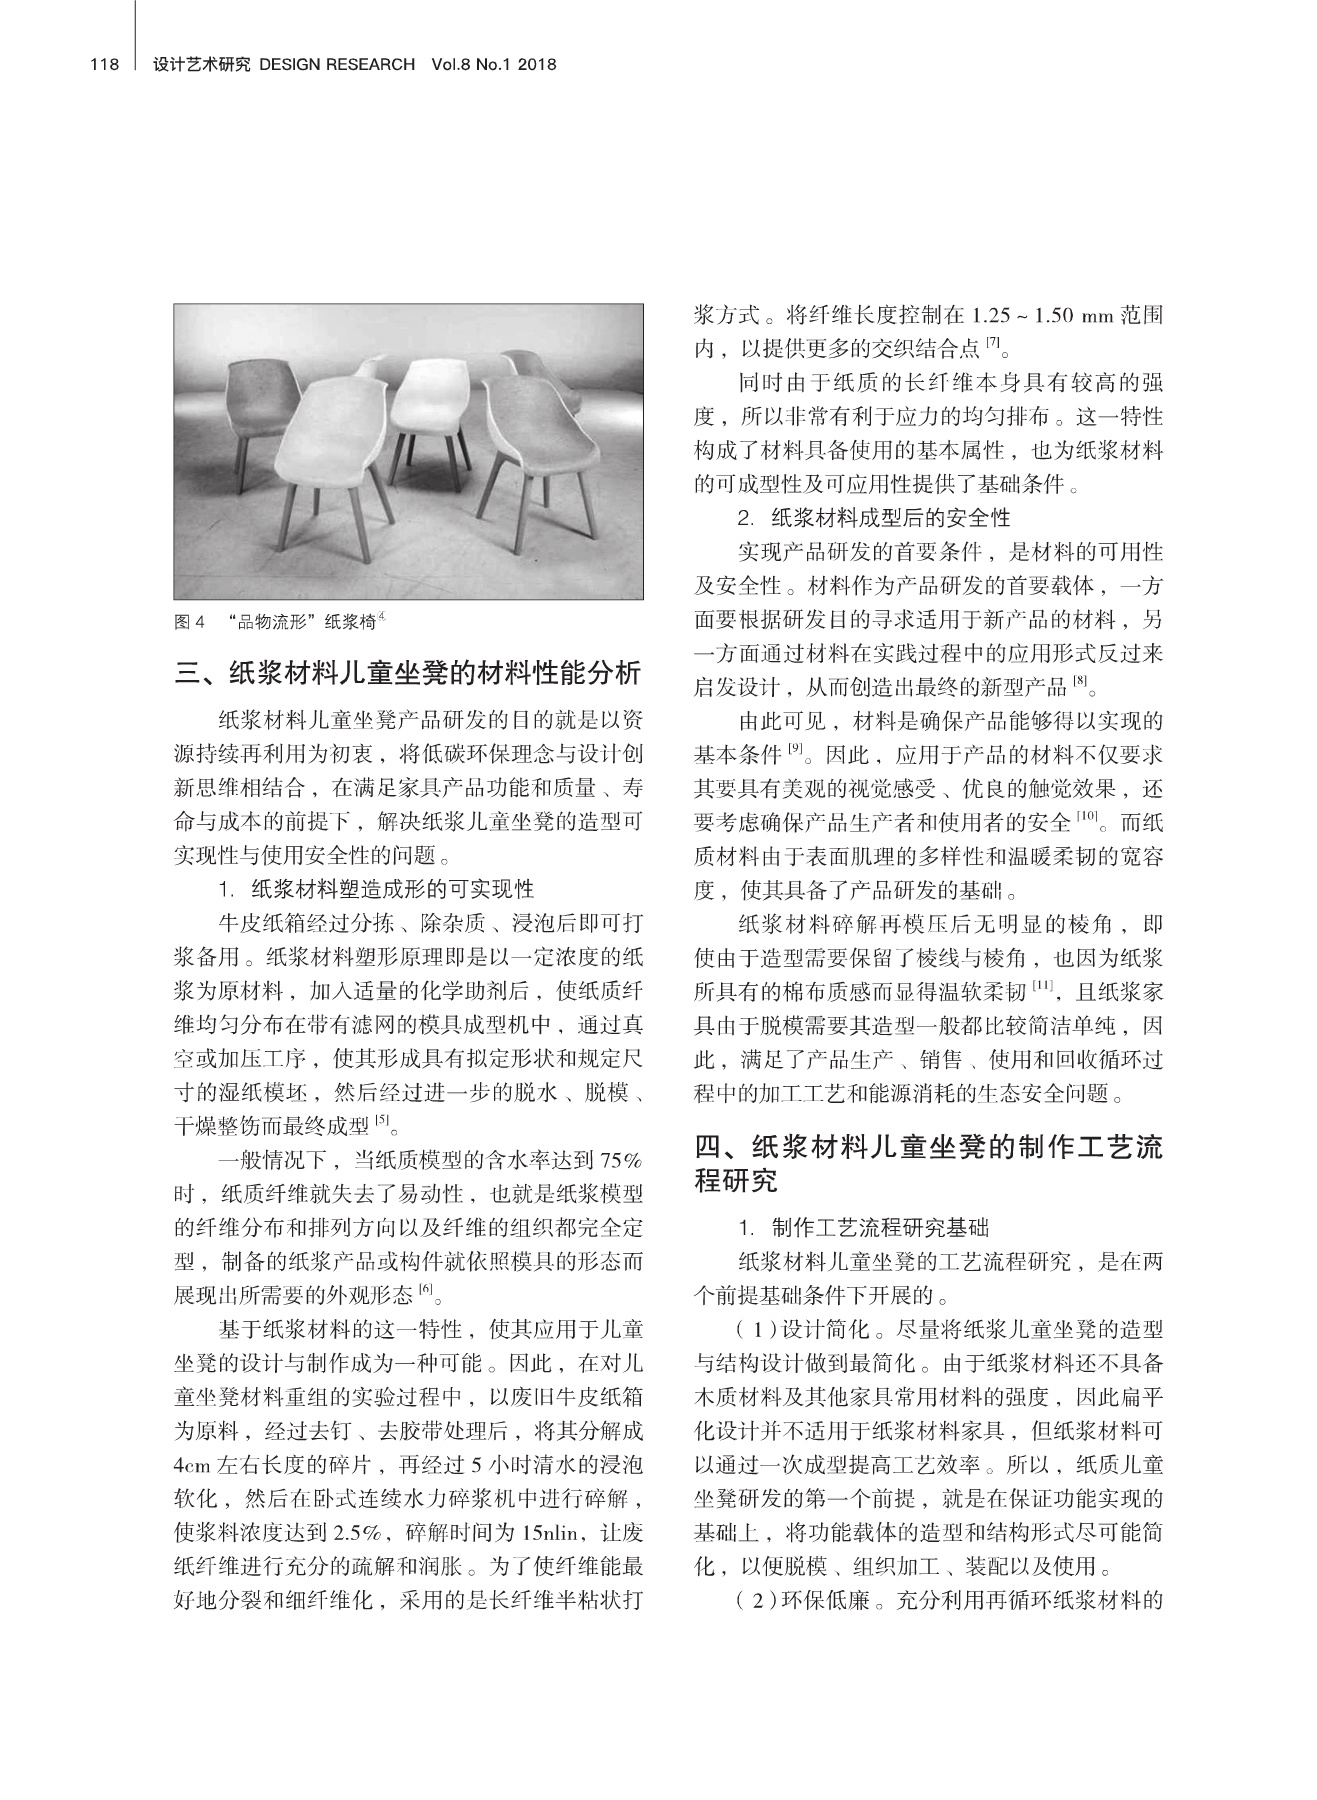 118 设计艺术研究 DESIGN RESEARCH Vol.8 No.1 2018
图 4 “品物流形”纸浆椅④
三、纸浆材料儿童坐凳的材料性能分析
纸浆材料儿童坐凳产品研发的目的就是以资
源持续再利用为初衷，将低碳环保理念与设计创
新思维相结合，在满足家具产品功能和质量、寿
命与成本的前提下，解决纸浆儿童坐凳的造型可
实现性与使用安全性的问题。
1. 纸浆材料塑造成形的可实现性
牛皮纸箱经过分拣、除杂质、浸泡后即可打
浆备用。纸浆材料塑形原理即是以一定浓度的纸
浆为原材料，加入适量的化学助剂后，使纸质纤
维均匀分布在带有滤网的模具成型机中，通过真
空或加压工序，使其形成具有拟定形状和规定尺
寸的湿纸模坯，然后经过进一步的脱水、脱模、
干燥整饬而最终成型 [5]。
一般情况下，当纸质模型的含水率达到 75%
时，纸质纤维就失去了易动性，也就是纸浆模型
的纤维分布和排列方向以及纤维的组织都完全定
型，制备的纸浆产品或构件就依照模具的形态而
展现出所需要的外观形态 [6]。
基于纸浆材料的这一特性，使其应用于儿童
坐凳的设计与制作成为一种可能。因此，在对儿
童坐凳材料重组的实验过程中，以废旧牛皮纸箱
为原料，经过去钉、去胶带处理后，将其分解成
4cm 左右长度的碎片，再经过 5 小时清水的浸泡
软化，然后在卧式连续水力碎浆机中进行碎解，
使浆料浓度达到 2.5%，碎解时间为 15nlin，让废
纸纤维进行充分的疏解和润胀。为了使纤维能最
好地分裂和细纤维化，采用的是长纤维半粘状打
浆方式。将纤维长度控制在 1.25 ~ 1.50 mm 范围
内，以提供更多的交织结合点 [7]。
同时由于纸质的长纤维本身具有较高的强
度，所以非常有利于应力的均匀排布。这一特性
构成了材料具备使用的基本属性，也为纸浆材料
的可成型性及可应用性提供了基础条件。
2. 纸浆材料成型后的安全性
实现产品研发的首要条件，是材料的可用性
及安全性。材料作为产品研发的首要载体，一方
面要根据研发目的寻求适用于新产品的材料，另
一方面通过材料在实践过程中的应用形式反过来
启发设计，从而创造出最终的新型产品 [8]。
由此可见，材料是确保产品能够得以实现的
基本条件 [9]。因此，应用于产品的材料不仅要求
其要具有美观的视觉感受、优良的触觉效果，还
要考虑确保产品生产者和使用者的安全 [10]。而纸
质材料由于表面肌理的多样性和温暖柔韧的宽容
度，使其具备了产品研发的基础。
纸浆材料碎解再模压后无明显的棱角，即
使由于造型需要保留了棱线与棱角，也因为纸浆
所具有的棉布质感而显得温软柔韧 [11]，且纸浆家
具由于脱模需要其造型一般都比较简洁单纯，因
此，满足了产品生产、销售、使用和回收循环过
程中的加工工艺和能源消耗的生态安全问题。
四、纸浆材料儿童坐凳的制作工艺流
程研究
1. 制作工艺流程研究基础
纸浆材料儿童坐凳的工艺流程研究，是在两
个前提基础条件下开展的。
（1）设计简化。尽量将纸浆儿童坐凳的造型
与结构设计做到最简化。由于纸浆材料还不具备
木质材料及其他家具常用材料的强度，因此扁平
化设计并不适用于纸浆材料家具，但纸浆材料可
以通过一次成型提高工艺效率。所以，纸质儿童
坐凳研发的第一个前提，就是在保证功能实现的
基础上，将功能载体的造型和结构形式尽可能简
化，以便脱模、组织加工、装配以及使用。
（2）环保低廉。充分利用再循环纸浆材料的